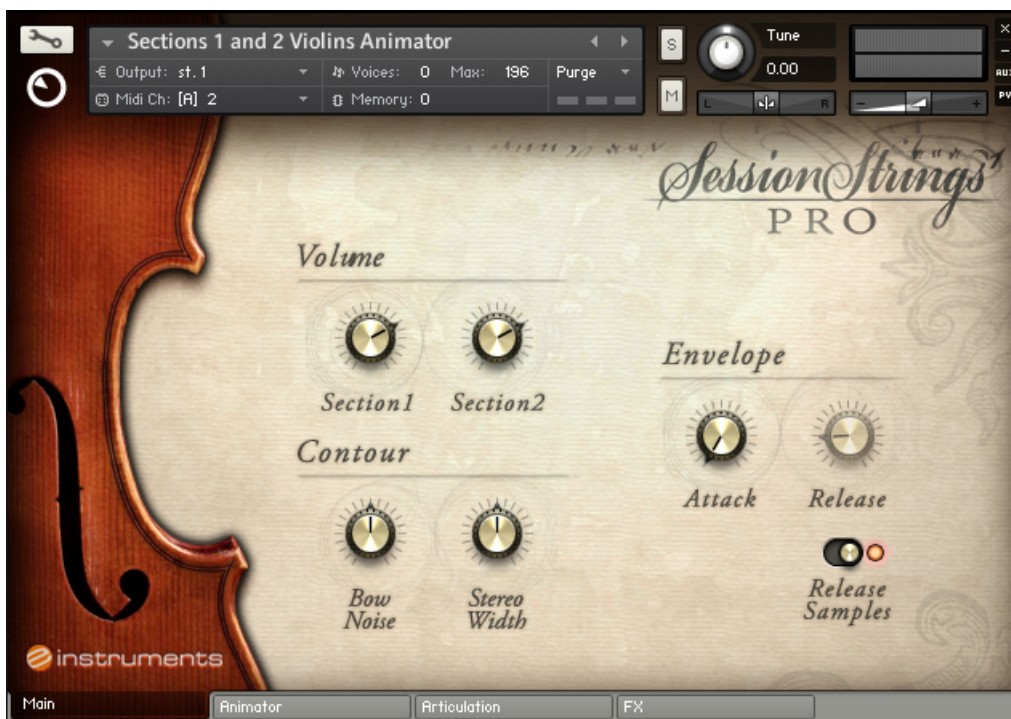 Sections 1 and 2 Violins Animator
Output: st.1 Voices: 0 Max: 196 Purge
Midi Ch: [A] 2 Memory: 0
S
M
Tune
0.00
L R
- +
x
-
AUX
PV
Session Strings
PRO
Volume
Section1 Section2
Envelope
Contour
Attack Release
Bow Noise
Stereo Width
Release Samples
e instruments
Main Animator Articulation FX